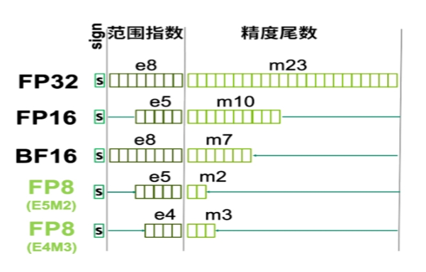 sign 范围指数 精度尾数
e8 m23
FP32 s
e5 m10
FP16 s
e8 m7
BF16 s
e5 m2
FP8 s
(E5M2)
e4 m3
FP8 s
(E4M3)